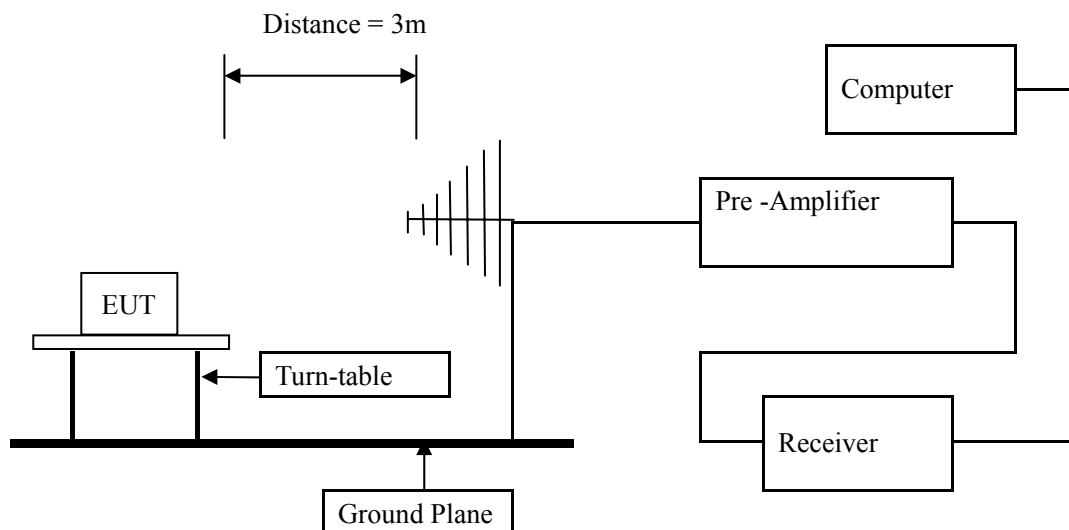 Distance = 3m
Computer
Pre -Amplifier
EUT
Turn-table
Receiver
Ground Plane